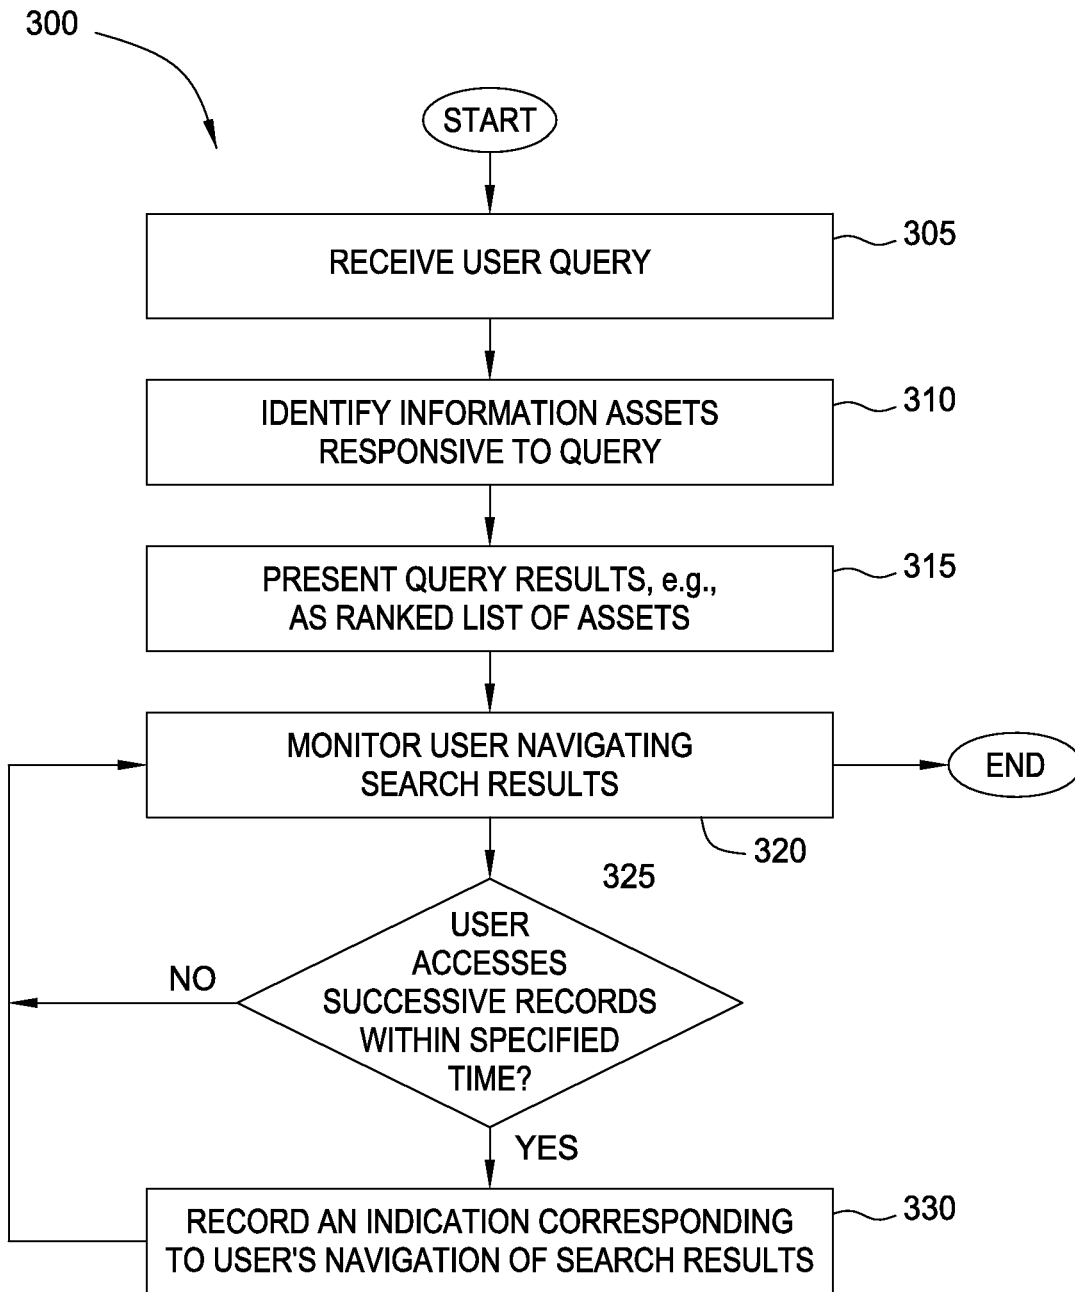 300
START
RECEIVE USER QUERY
305
IDENTIFY INFORMATION ASSETS
RESPONSIVE TO QUERY
310
PRESENT QUERY RESULTS, e.g.,
AS RANKED LIST OF ASSETS
315
MONITOR USER NAVIGATING
SEARCH RESULTS
END
320
325
USER
ACCESSES
SUCCESSIVE RECORDS
WITHIN SPECIFIED
TIME?
NO
YES
RECORD AN INDICATION CORRESPONDING
TO USER'S NAVIGATION OF SEARCH RESULTS
330